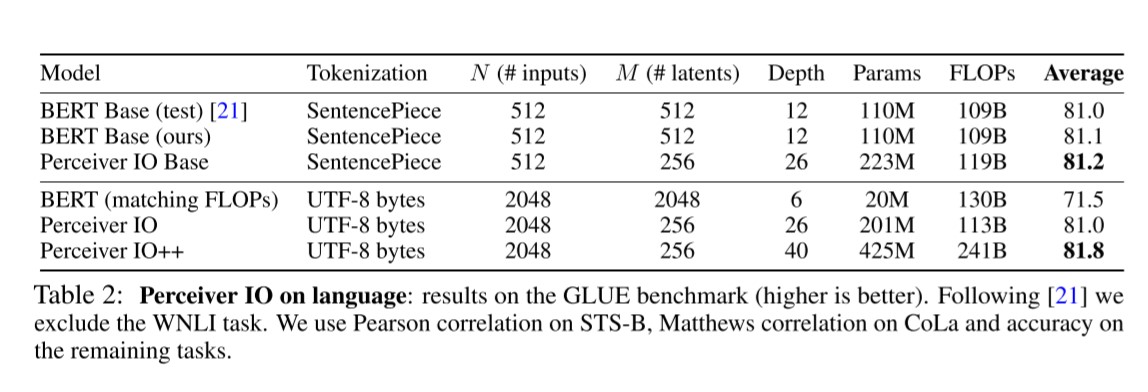 Model Tokenization N (# inputs) M (# latents) Depth Params FLOPs Average
BERT Base (test) [21] SentencePiece 512 512 12 110M 109B 81.0
BERT Base (ours) SentencePiece 512 512 12 110M 109B 81.1
Perceiver IO Base SentencePiece 512 256 26 223M 119B 81.2
BERT (matching FLOPs) UTF-8 bytes 2048 2048 6 20M 130B 71.5
Perceiver IO UTF-8 bytes 2048 256 26 201M 113B 81.0
Perceiver IO++ UTF-8 bytes 2048 256 40 425M 241B 81.8
Table 2: Perceiver IO on language: results on the GLUE benchmark (higher is better). Following [21] we
exclude the WNLI task. We use Pearson correlation on STS-B, Matthews correlation on CoLa and accuracy on
the remaining tasks.